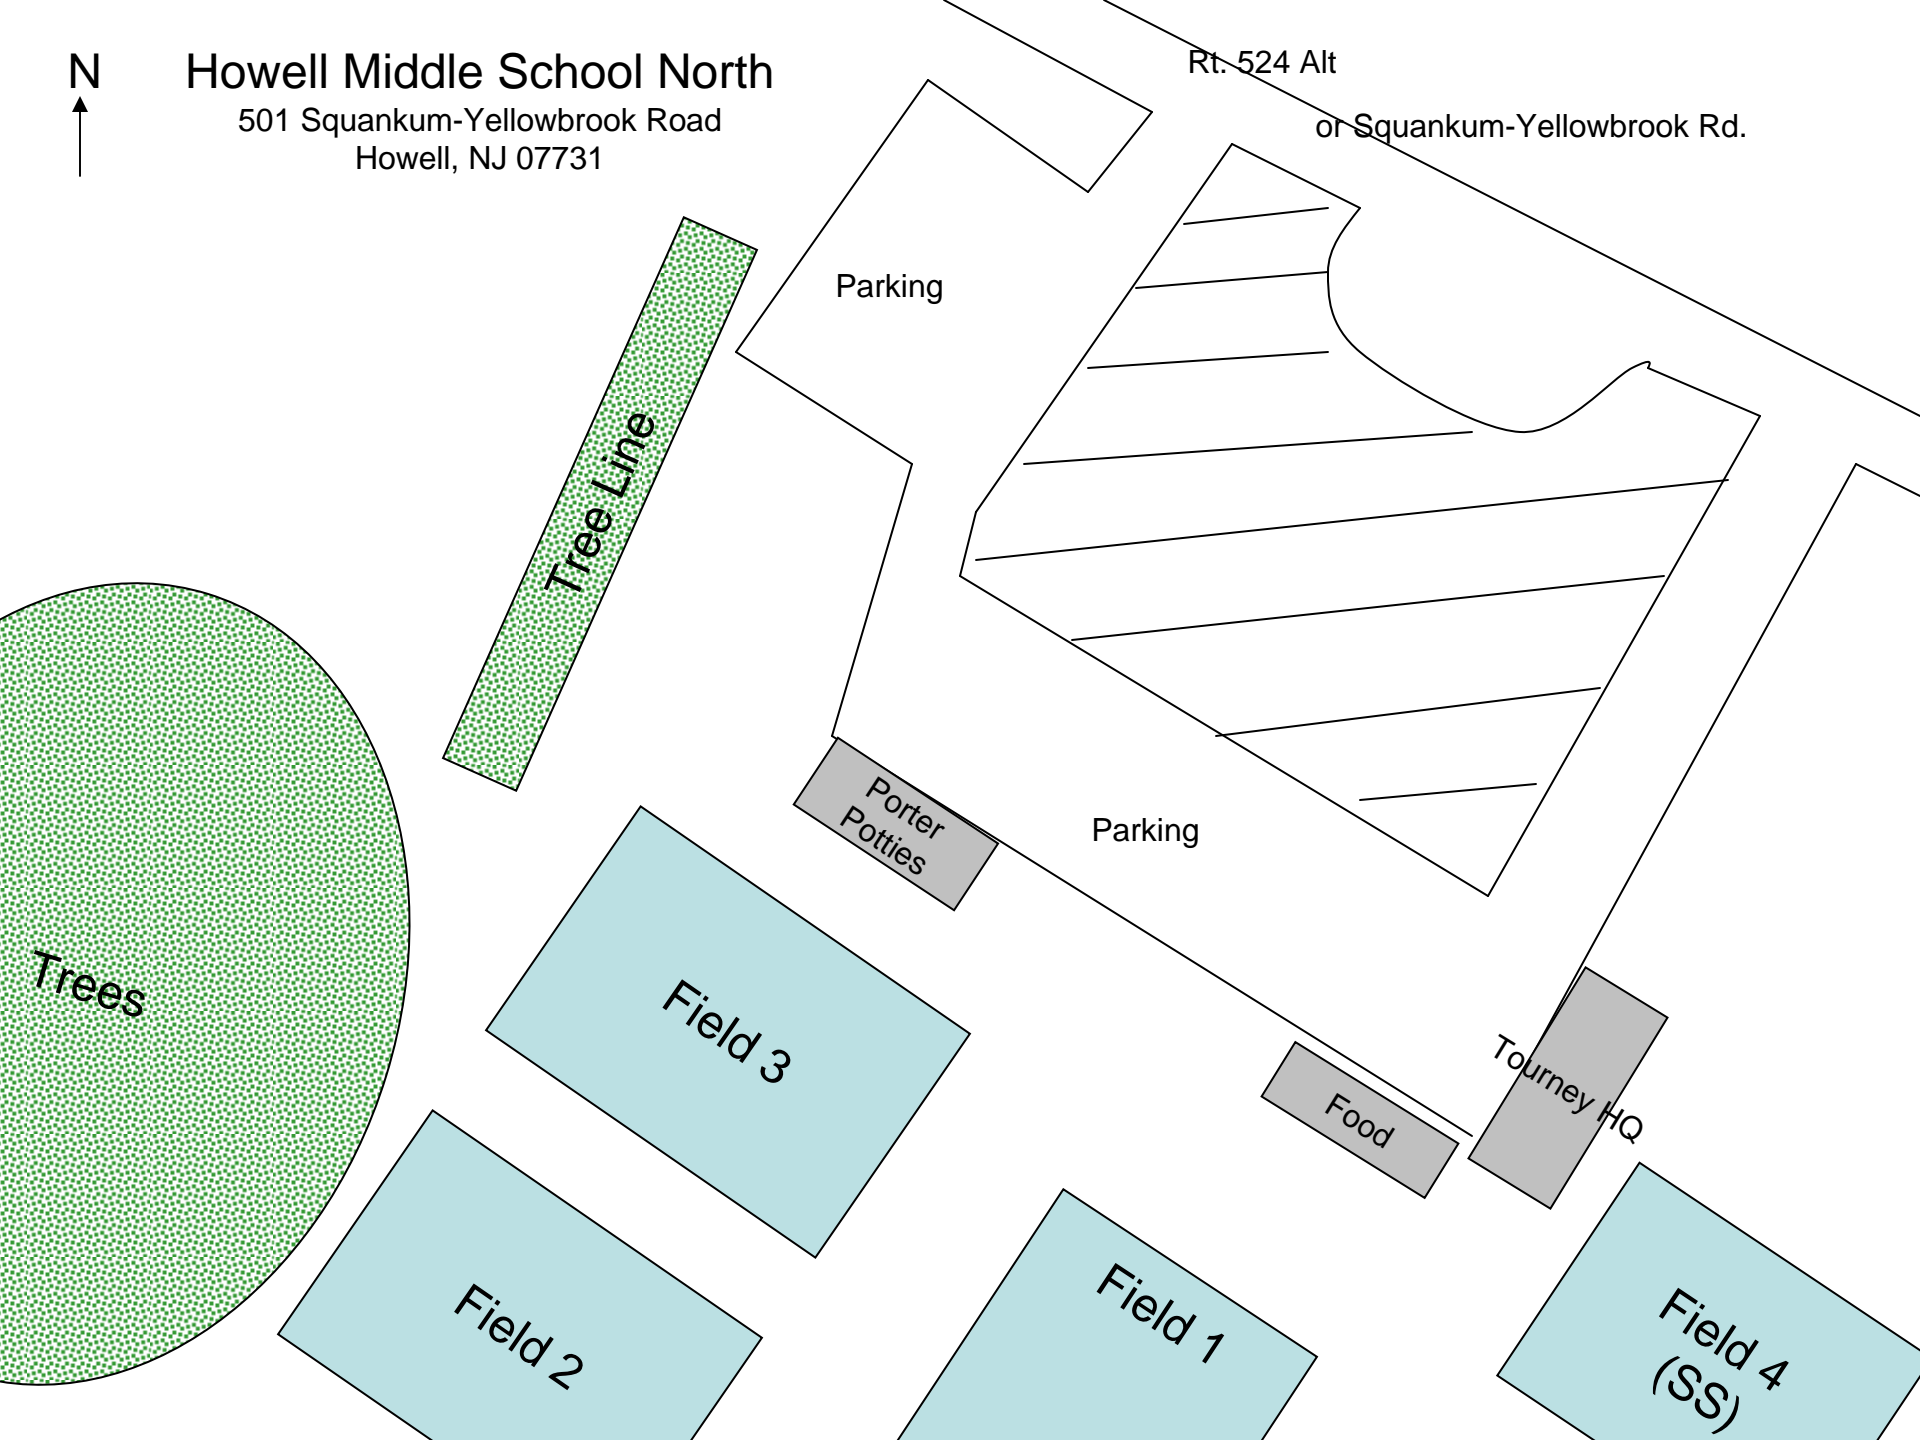 N
Howell Middle School North
501 Squankum-Yellowbrook Road
Howell, NJ 07731
Rt. 524 Alt
or Squankum-Yellowbrook Rd.
Parking
Tree Line
Porter
Potties
Parking
Trees
Field 3
Tourney HQ
Food
Field 2
Field 1
Field 4
(SS)